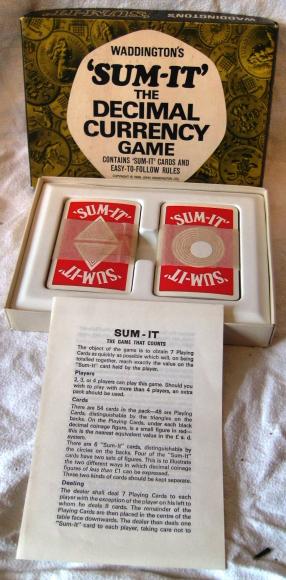 WADDINGTONS
WADDINGTON'S
'SUM-IT'
THE
DECIMAL
CURRENCY
GAME
CONTAINS 'SUM-IT' CARDS AND
EASY-TO-FOLLOW RULES
'SUM-IT'
'SUM-IT'
'SUM-IT'
'SUM-IT'
SUM-IT
THE GAME THAT COUNTS
The object of the game is to obtain 7 Playing
Cards as quickly as possible which will, on being
totalled together, reach exactly the value on the
"Sum-It" card held by the player.
Players
2, 3, or 4 players can play this game. Should you
wish to play with more than 4 players, an extra
pack should be used.
Cards
There are 54 cards in the pack—48 are Playing
Cards, distinguishable by the triangles on the
backs. On the Playing Cards, under each black
decimal coinage figure, is a small figure in red—
this is the nearest equivalent in the £ s d.
system.
There are 6 "Sum-It" cards, distinguishable by
the circles on the backs. Four of the "Sum-It"
cards have two sets of figures. This is to illustrate
the two different ways in which decimal coinage
figures of less than £1 can be expressed.
These two kinds of cards should be kept separate.
Dealing
The dealer shall deal 7 Playing Cards to each
player with the exception of the player on his left to
whom he deals 8 cards. The remainder of the
Playing Cards are then placed in the centre of the
table face downwards. The dealer then deals one
"Sum-It" card to each player, taking care not to